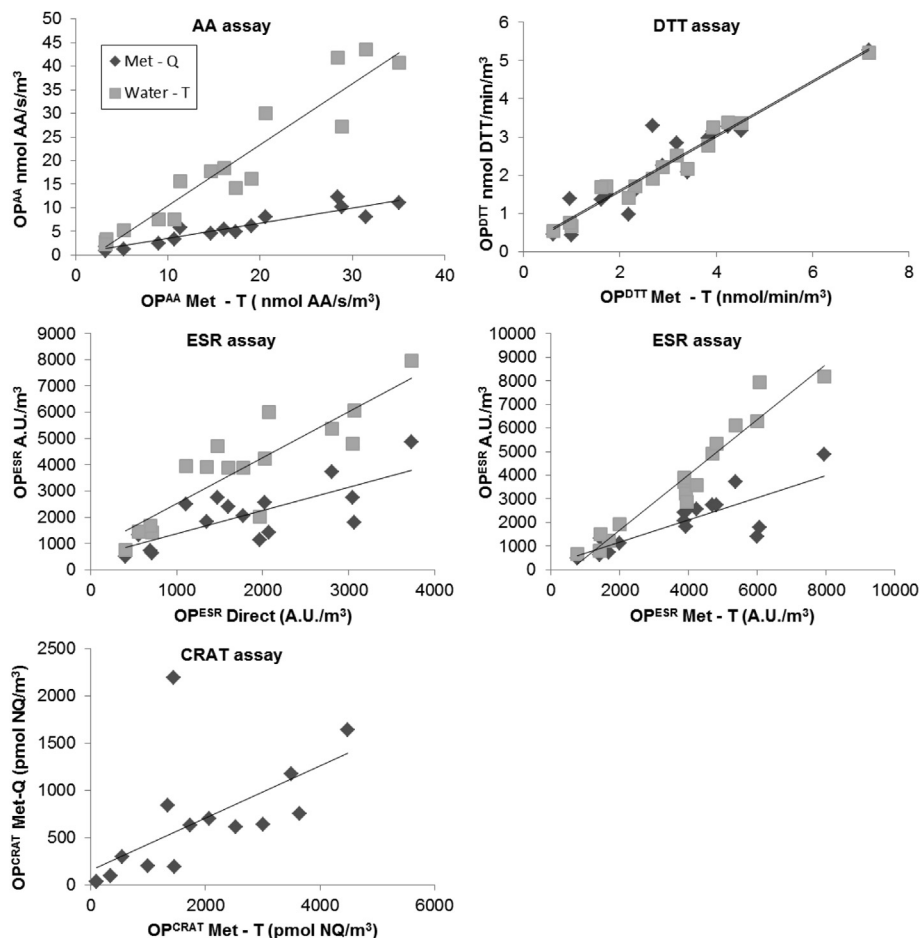 AA assay
OP^AA nmol AA/s/m³
50
45
40
35
30
25
20
15
10
5
0
Met - Q
Water - T
0 10 20 30 40
OP^AA Met - T ( nmol AA/s/m³)
DTT assay
OP^DTT nmol DTT/min/m³
6
5
4
3
2
1
0
0 2 4 6 8
OP^DTT Met - T (nmol/min/m³)
ESR assay
OP^ESR A.U./m³
9000
8000
7000
6000
5000
4000
3000
2000
1000
0
0 1000 2000 3000 4000
OP^ESR Direct (A.U./m³)
ESR assay
OP^ESR A.U./m³
10000
9000
8000
7000
6000
5000
4000
3000
2000
1000
0
0 2000 4000 6000 8000 10000
OP^ESR Met - T (A.U./m³)
CRAT assay
OP^CRAT Met-Q (pmol NQ/m³)
2500
2000
1500
1000
500
0
0 2000 4000 6000
OP^CRAT Met - T (pmol NQ/m³)